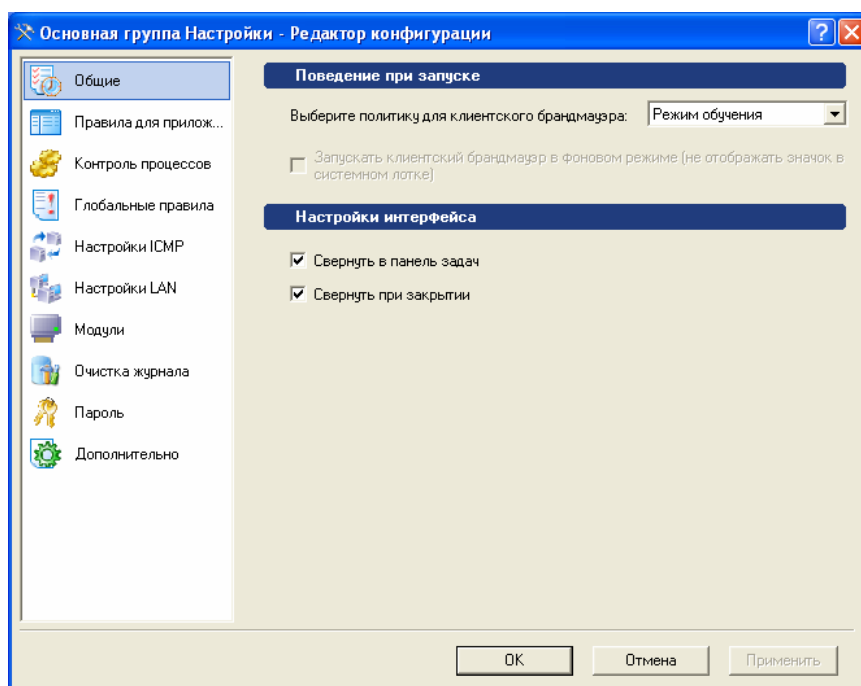 Основная группа Настройки - Редактор конфигурации
Общие
Правила для прилож...
Контроль процессов
Глобальные правила
Настройки ICMP
Настройки LAN
Модули
Очистка журнала
Пароль
Дополнительно
Поведение при запуске
Выберите политику для клиентского брандмауэра:
Режим обучения
Запускать клиентский брандмауэр в фоновом режиме (не отображать значок в
системном лотке)
Настройки интерфейса
Свернуть в панель задач
Свернуть при закрытии
OK
Отмена
Применить